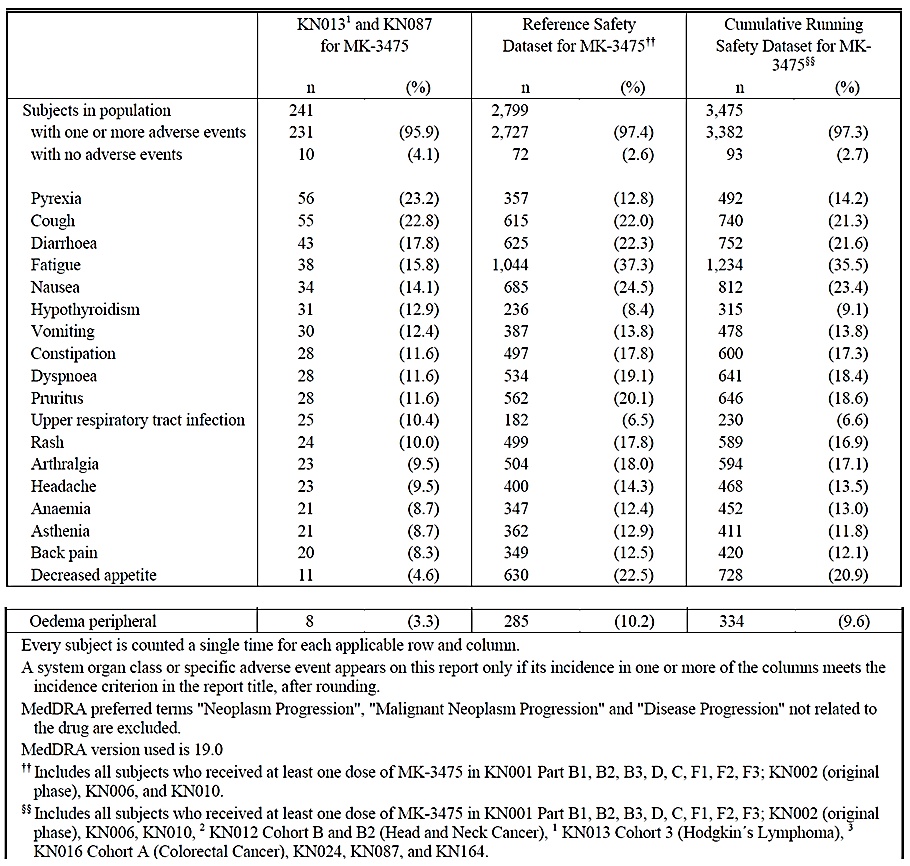 KN013¹ and KN087 for MK-3475 Reference Safety Dataset for MK-3475†† Cumulative Running Safety Dataset for MK-3475§§
n (%) n (%) n (%)
Subjects in population 241 2,799 3,475
with one or more adverse events 231 (95.9) 2,727 (97.4) 3,382 (97.3)
with no adverse events 10 (4.1) 72 (2.6) 93 (2.7)
Pyrexia 56 (23.2) 357 (12.8) 492 (14.2)
Cough 55 (22.8) 615 (22.0) 740 (21.3)
Diarrhoea 43 (17.8) 625 (22.3) 752 (21.6)
Fatigue 38 (15.8) 1,044 (37.3) 1,234 (35.5)
Nausea 34 (14.1) 685 (24.5) 812 (23.4)
Hypothyroidism 31 (12.9) 236 (8.4) 315 (9.1)
Vomiting 30 (12.4) 387 (13.8) 478 (13.8)
Constipation 28 (11.6) 497 (17.8) 600 (17.3)
Dyspnoea 28 (11.6) 534 (19.1) 641 (18.4)
Pruritus 28 (11.6) 562 (20.1) 646 (18.6)
Upper respiratory tract infection 25 (10.4) 182 (6.5) 230 (6.6)
Rash 24 (10.0) 499 (17.8) 589 (16.9)
Arthralgia 23 (9.5) 504 (18.0) 594 (17.1)
Headache 23 (9.5) 400 (14.3) 468 (13.5)
Anaemia 21 (8.7) 347 (12.4) 452 (13.0)
Asthenia 21 (8.7) 362 (12.9) 411 (11.8)
Back pain 20 (8.3) 349 (12.5) 420 (12.1)
Decreased appetite 11 (4.6) 630 (22.5) 728 (20.9)
Oedema peripheral 8 (3.3) 285 (10.2) 334 (9.6)
Every subject is counted a single time for each applicable row and column.
A system organ class or specific adverse event appears on this report only if its incidence in one or more of the columns meets the
incidence criterion in the report title, after rounding.
MedDRA preferred terms "Neoplasm Progression", "Malignant Neoplasm Progression" and "Disease Progression" not related to
the drug are excluded.
MedDRA version used is 19.0
†† Includes all subjects who received at least one dose of MK-3475 in KN001 Part B1, B2, B3, D, C, F1, F2, F3; KN002 (original
phase), KN006, and KN010.
§§ Includes all subjects who received at least one dose of MK-3475 in KN001 Part B1, B2, B3, D, C, F1, F2, F3; KN002 (original
phase), KN006, KN010, ² KN012 Cohort B and B2 (Head and Neck Cancer), ¹ KN013 Cohort 3 (Hodgkin´s Lymphoma), ³
KN016 Cohort A (Colorectal Cancer), KN024, KN087, and KN164.